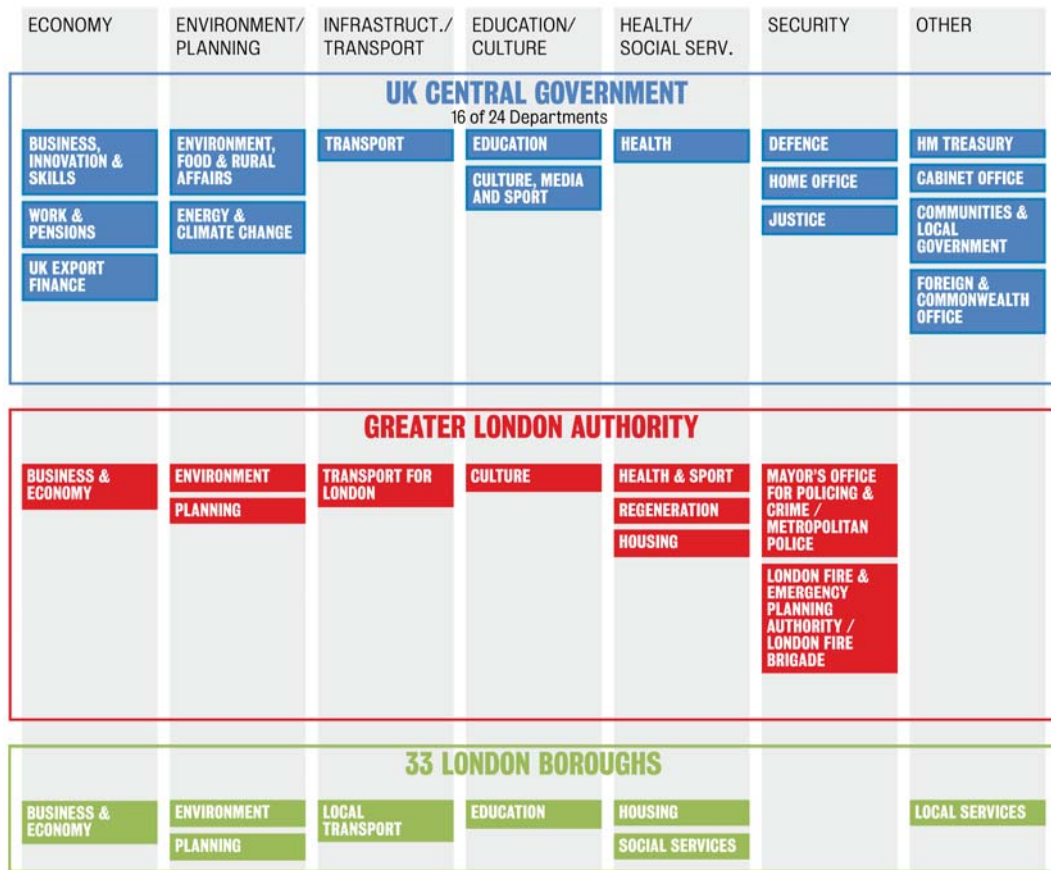 ECONOMY
ENVIRONMENT/
PLANNING
INFRASTRUCT./
TRANSPORT
EDUCATION/
CULTURE
HEALTH/
SOCIAL SERV.
SECURITY
OTHER
UK CENTRAL GOVERNMENT
16 of 24 Departments
BUSINESS,
INNOVATION &
SKILLS
WORK &
PENSIONS
UK EXPORT
FINANCE
ENVIRONMENT,
FOOD & RURAL
AFFAIRS
ENERGY &
CLIMATE CHANGE
TRANSPORT
EDUCATION
CULTURE, MEDIA
AND SPORT
HEALTH
DEFENCE
HOME OFFICE
JUSTICE
HM TREASURY
CABINET OFFICE
COMMUNITIES &
LOCAL
GOVERNMENT
FOREIGN &
COMMONWEALTH
OFFICE
GREATER LONDON AUTHORITY
BUSINESS &
ECONOMY
ENVIRONMENT
PLANNING
TRANSPORT FOR
LONDON
CULTURE
HEALTH & SPORT
REGENERATION
HOUSING
MAYOR'S OFFICE
FOR POLICING &
CRIME /
METROPOLITAN
POLICE
LONDON FIRE &
EMERGENCY
PLANNING
AUTHORITY /
LONDON FIRE
BRIGADE
33 LONDON BOROUGHS
BUSINESS &
ECONOMY
ENVIRONMENT
PLANNING
LOCAL
TRANSPORT
EDUCATION
HOUSING
SOCIAL SERVICES
LOCAL SERVICES